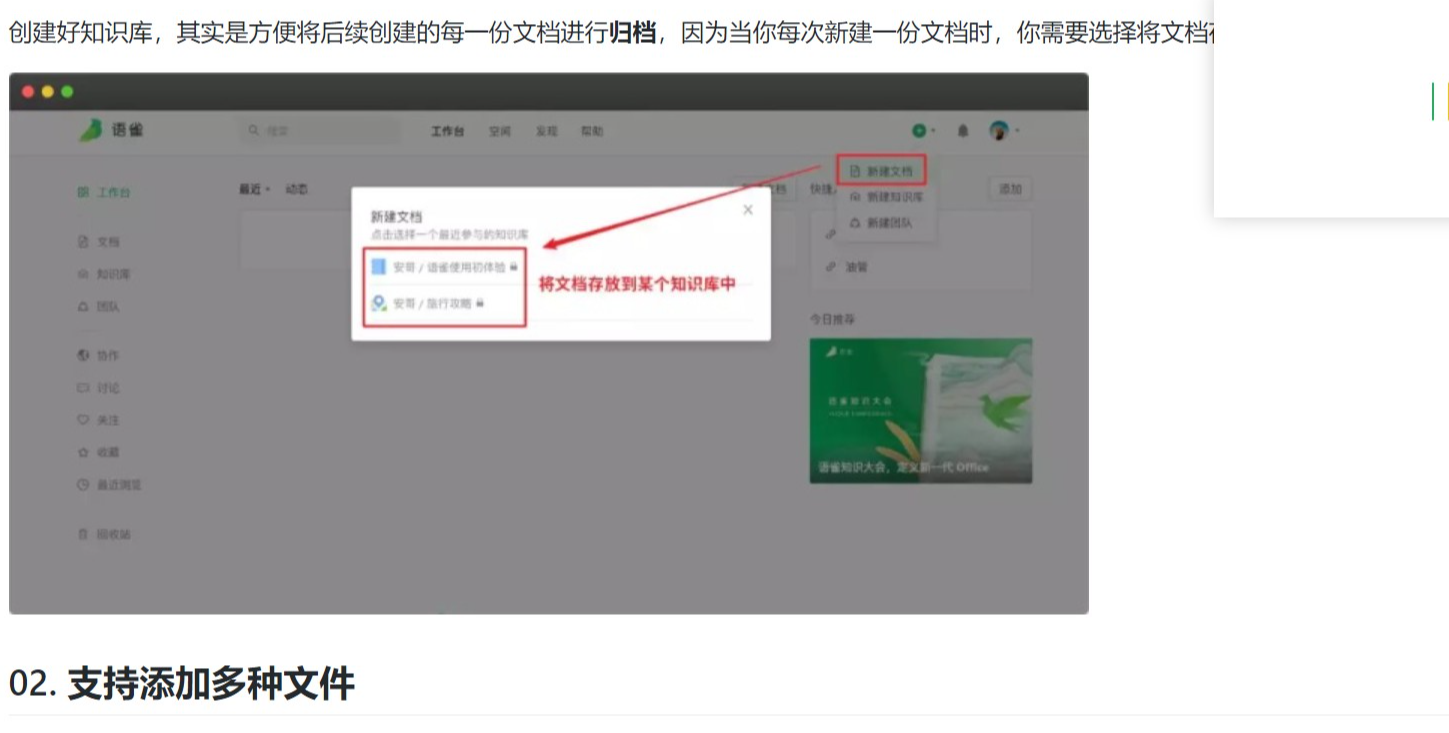 创建好知识库，其实是方便将后续创建的每一份文档进行归档，因为当你每次新建一份文档时，你需要选择将文档
语雀
搜索
工作台 空间 发现 帮助
新建文档
新建知识库
新建团队
工作台
文档
知识库
团队
协作
讨论
关注
收藏
最近浏览
回收站
最近 动态
新建文档
点击选择一个最近参与的知识库
安哥 / 语雀使用初体验
安哥 / 旅行攻略
将文档存放到某个知识库中
快捷
添加
油管
今日推荐
语雀知识大会
语雀知识大会，定义新一代 Office
02. 支持添加多种文件